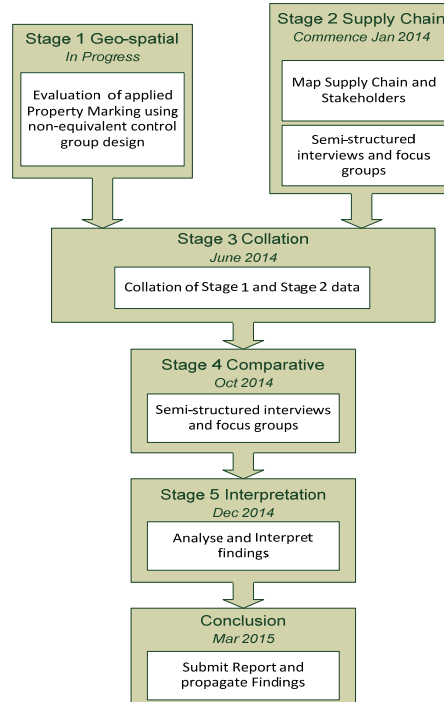 Stage 1 Geo-spatial
In Progress
Evaluation of applied
Property Marking using
non-equivalent control
group design
Stage 2 Supply Chain
Commence Jan 2014
Map Supply Chain and
Stakeholders
Semi-structured
interviews and focus
groups
Stage 3 Collation
June 2014
Collation of Stage 1 and Stage 2 data
Stage 4 Comparative
Oct 2014
Semi-structured interviews
and focus groups
Stage 5 Interpretation
Dec 2014
Analyse and Interpret
findings
Conclusion
Mar 2015
Submit Report and
propagate Findings